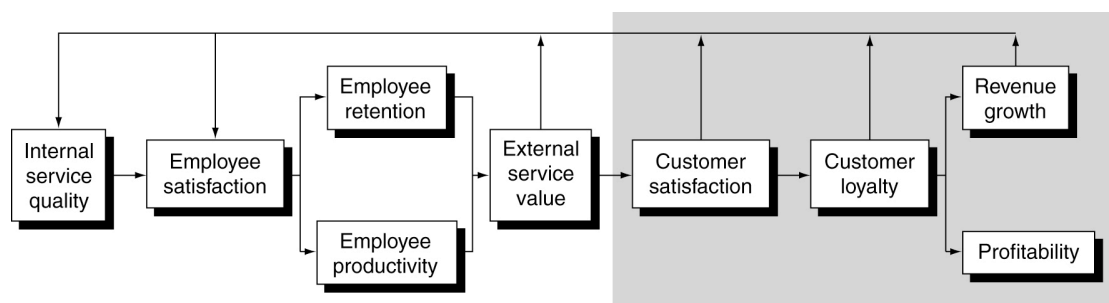 Internal
service
quality
Employee
satisfaction
Employee
retention
Employee
productivity
External
service
value
Customer
satisfaction
Customer
loyalty
Revenue
growth
Profitability